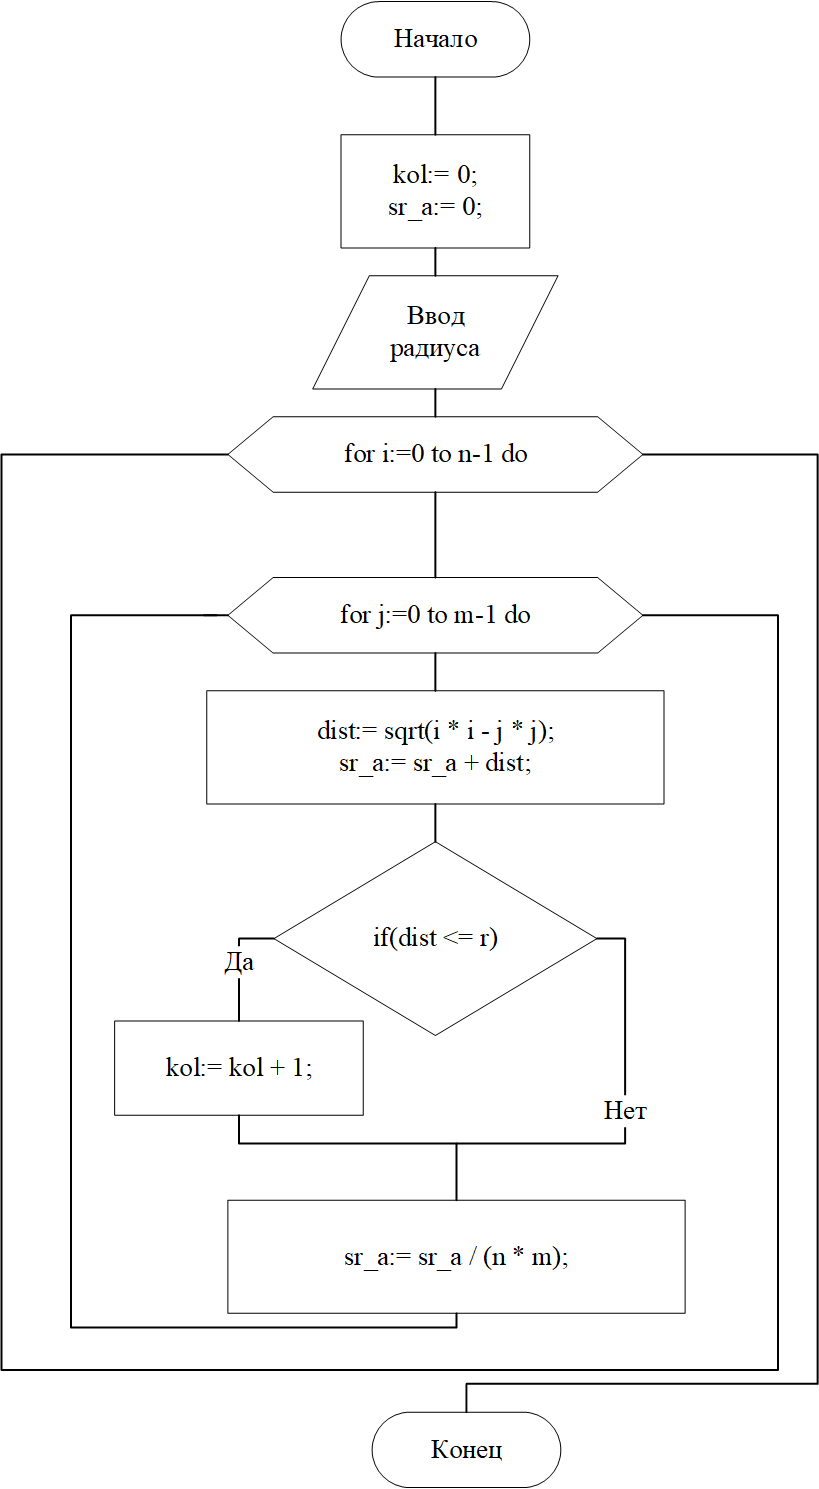 Начало
kol:= 0;
sr_a:= 0;
Ввод
радиуса
for i:=0 to n-1 do
for j:=0 to m-1 do
dist:= sqrt(i * i - j * j);
sr_a:= sr_a + dist;
if(dist <= r)
Да
kol:= kol + 1;
Нет
sr_a:= sr_a / (n * m);
Конец